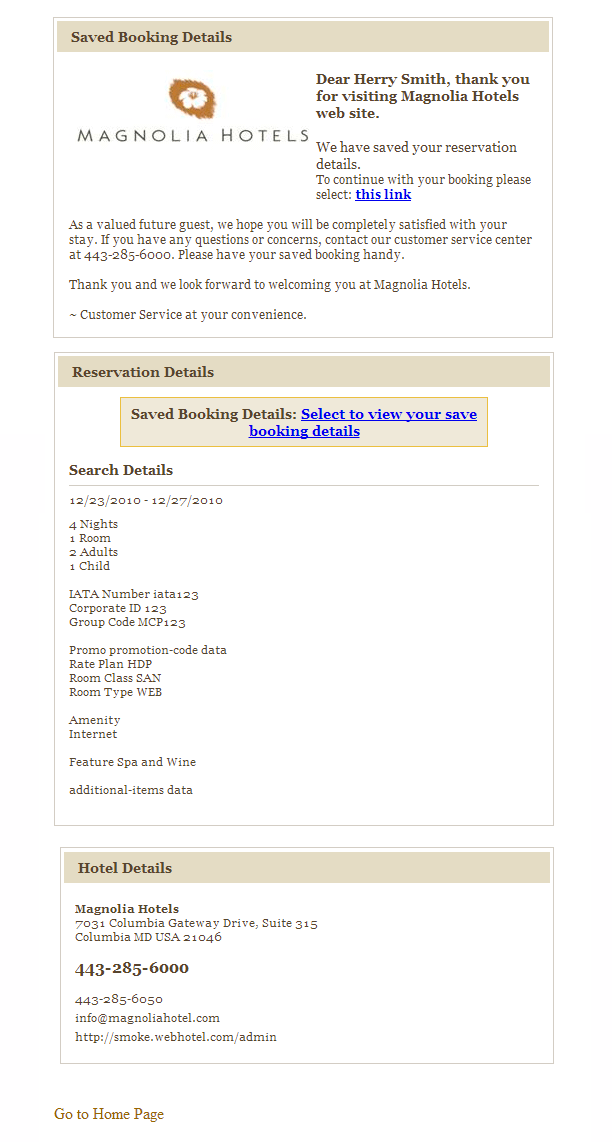 Saved Booking Details
MAGNOLIA HOTELS
Dear Herry Smith, thank you
for visiting Magnolia Hotels
web site.
We have saved your reservation
details.
To continue with your booking please
select: this link
As a valued future guest, we hope you will be completely satisfied with your
stay. If you have any questions or concerns, contact our customer service center
at 443-285-6000. Please have your saved booking handy.
Thank you and we look forward to welcoming you at Magnolia Hotels.
~ Customer Service at your convenience.
Reservation Details
Saved Booking Details: Select to view your save
booking details
Search Details
12/23/2010 - 12/27/2010
4 Nights
1 Room
2 Adults
1 Child
IATA Number iata123
Corporate ID 123
Group Code MCP123
Promo promotion-code data
Rate Plan HDP
Room Class SAN
Room Type WEB
Amenity
Internet
Feature Spa and Wine
additional-items data
Hotel Details
Magnolia Hotels
7031 Columbia Gateway Drive, Suite 315
Columbia MD USA 21046
443-285-6000
443-285-6050
info@magnoliahotel.com
http://smoke.webhotel.com/admin
Go to Home Page